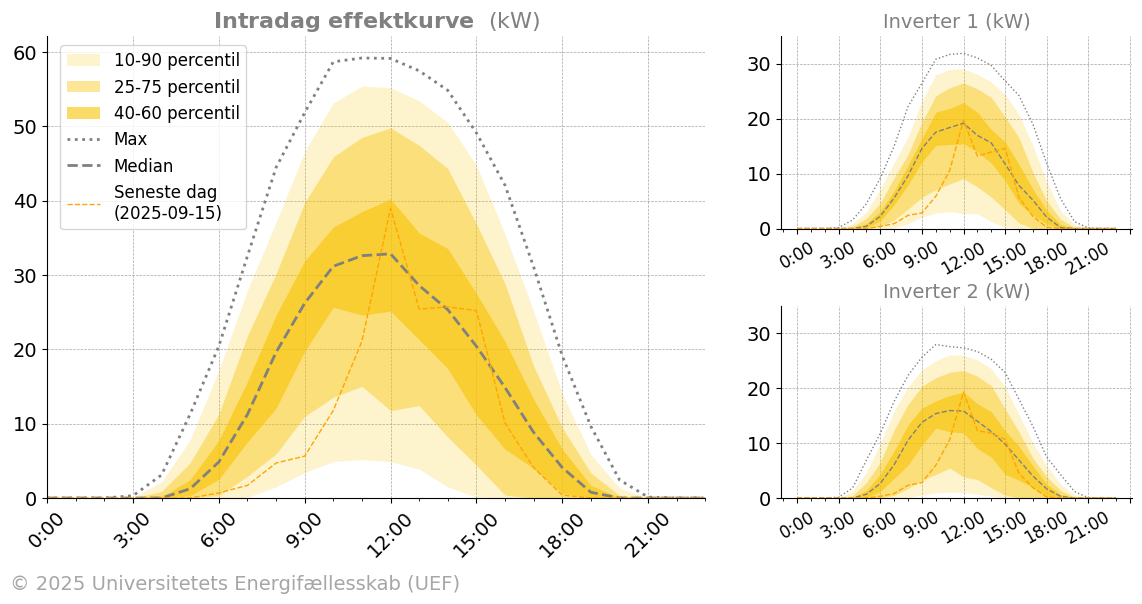 Intradag effektkurve (kW)
10-90 percentil
25-75 percentil
40-60 percentil
Max
Median
Seneste dag
(2025-09-15)
60
50
40
30
20
10
0
0:00 3:00 6:00 9:00 12:00 15:00 18:00 21:00
Inverter 1 (kW)
30
20
10
0
0:00 3:00 6:00 9:00 12:00 15:00 18:00 21:00
Inverter 2 (kW)
30
20
10
0
0:00 3:00 6:00 9:00 12:00 15:00 18:00 21:00
© 2025 Universitetets Energifællesskab (UEF)